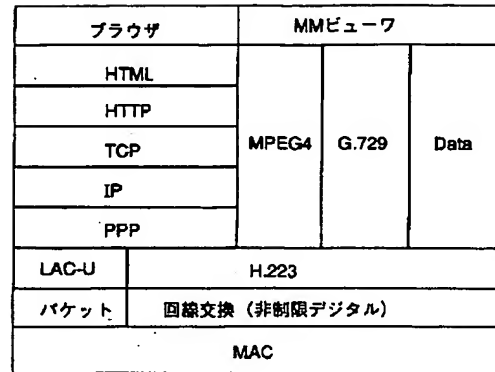 ブラウザ MMビューワ
HTML
HTTP
TCP MPEG4 G.729 Data
IP
PPP
LAC-U H.223
パケット 回線交換（非制限デジタル）
MAC